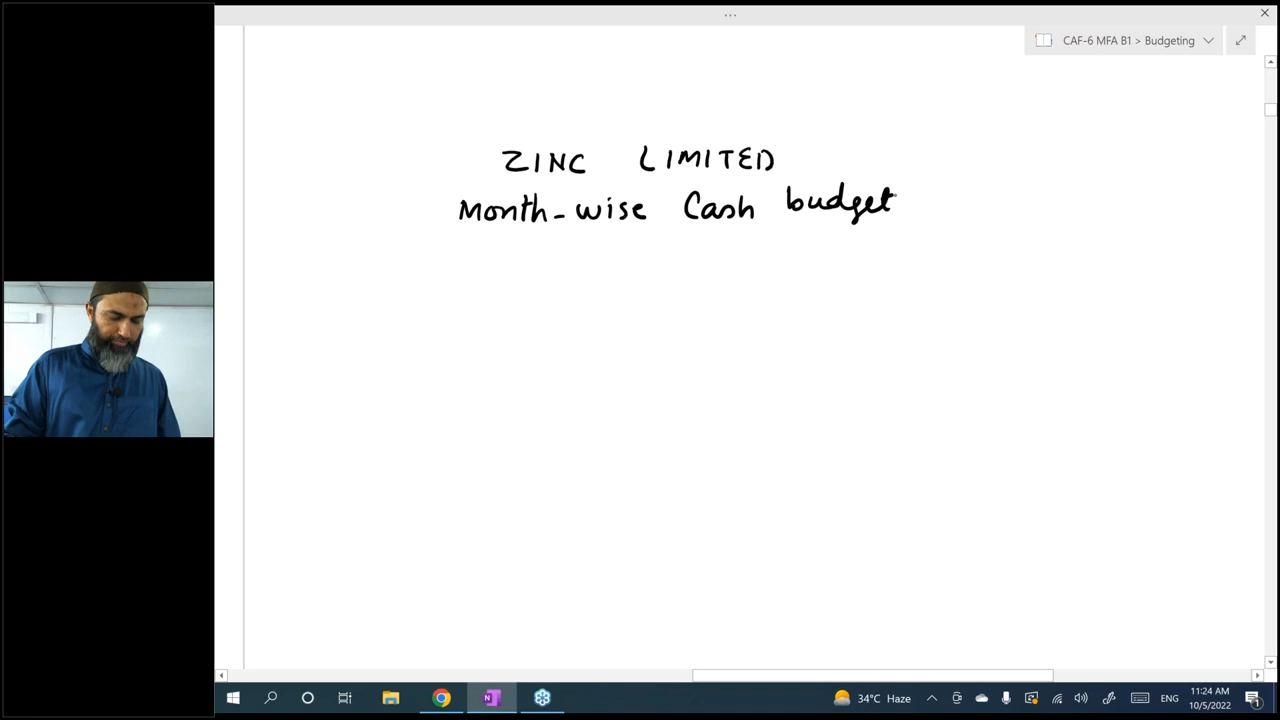 CAF-6 MFA B1 > Budgeting
ZINC LIMITED
Month-wise Cash budget
34°C Haze
ENG
11:24 AM
10/5/2022
1